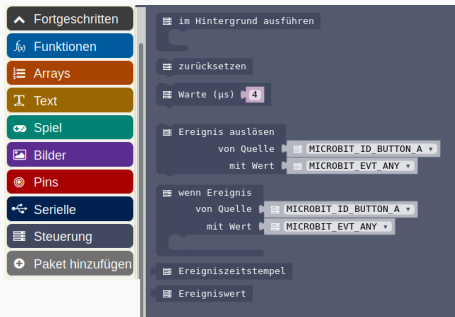 Fortgeschritten
Funktionen
Arrays
Text
Spiel
Bilder
Pins
Serielle
Steuerung
Paket hinzufügen
im Hintergrund ausführen
zurücksetzen
Warte (µs) 4
Ereignis auslösen
von Quelle MICROBIT_ID_BUTTON_A
mit Wert MICROBIT_EVT_ANY
wenn Ereignis
von Quelle MICROBIT_ID_BUTTON_A
mit Wert MICROBIT_EVT_ANY
Ereigniszeitstempel
Ereigniswert